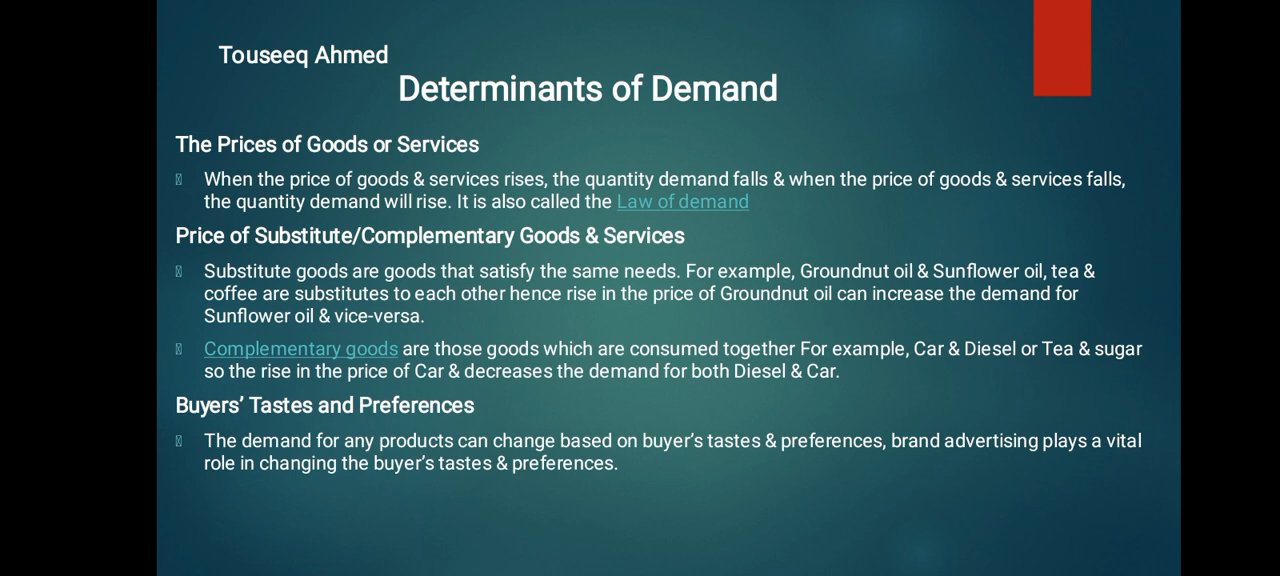 Touseeq Ahmed
Determinants of Demand
The Prices of Goods or Services
When the price of goods & services rises, the quantity demand falls & when the price of goods & services falls,
the quantity demand will rise. It is also called the Law of demand
Price of Substitute/Complementary Goods & Services
Substitute goods are goods that satisfy the same needs. For example, Groundnut oil & Sunflower oil, tea &
coffee are substitutes to each other hence rise in the price of Groundnut oil can increase the demand for
Sunflower oil & vice-versa.
Complementary goods are those goods which are consumed together For example, Car & Diesel or Tea & sugar
so the rise in the price of Car & decreases the demand for both Diesel & Car.
Buyers’ Tastes and Preferences
The demand for any products can change based on buyer’s tastes & preferences, brand advertising plays a vital
role in changing the buyer’s tastes & preferences.